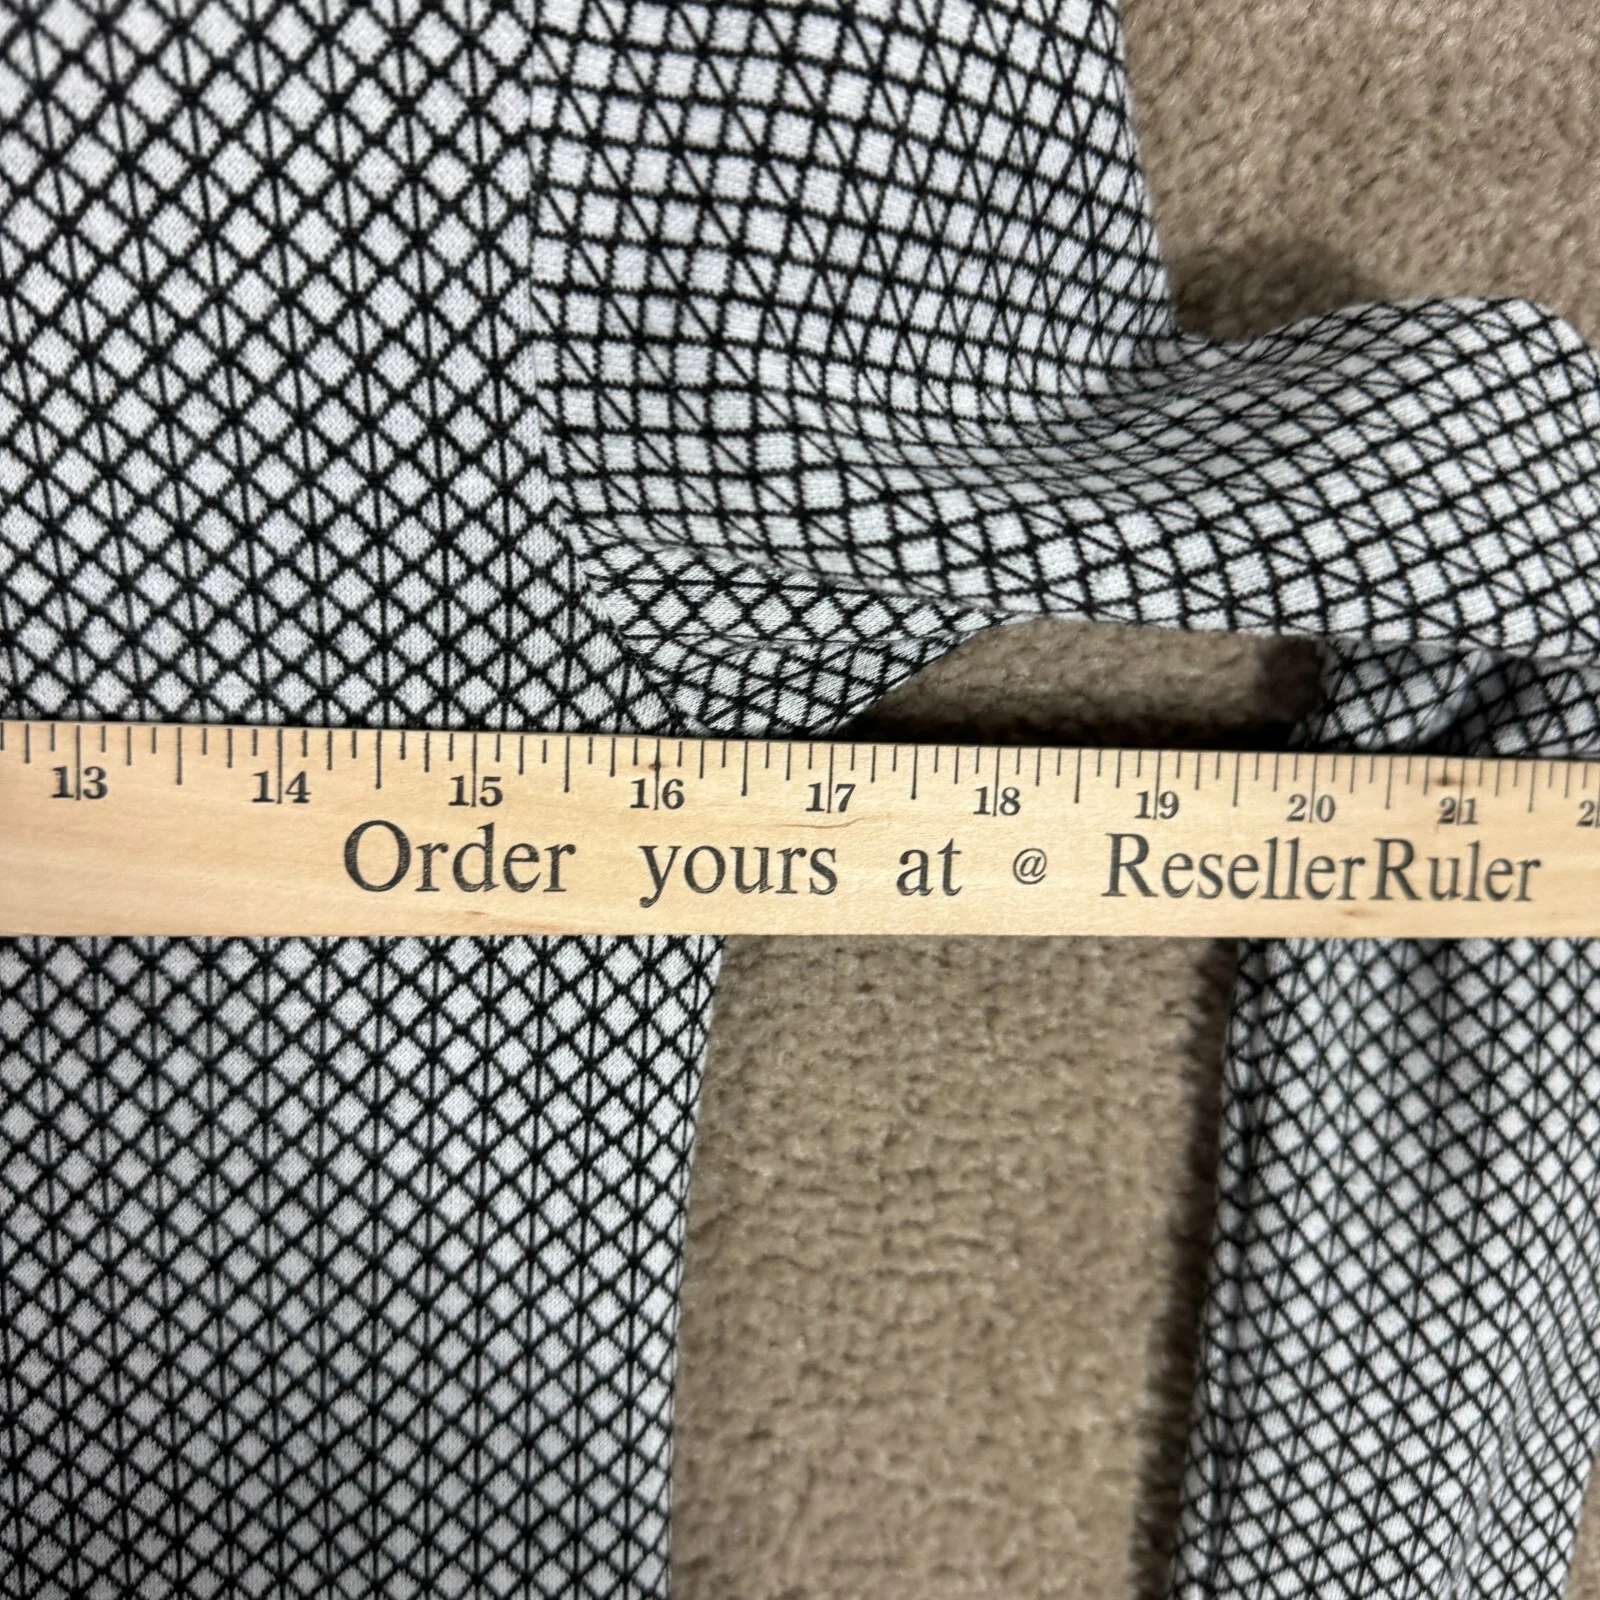 13 14 15 16 17 18 19 20 21
Order yours at @ ResellerRuler